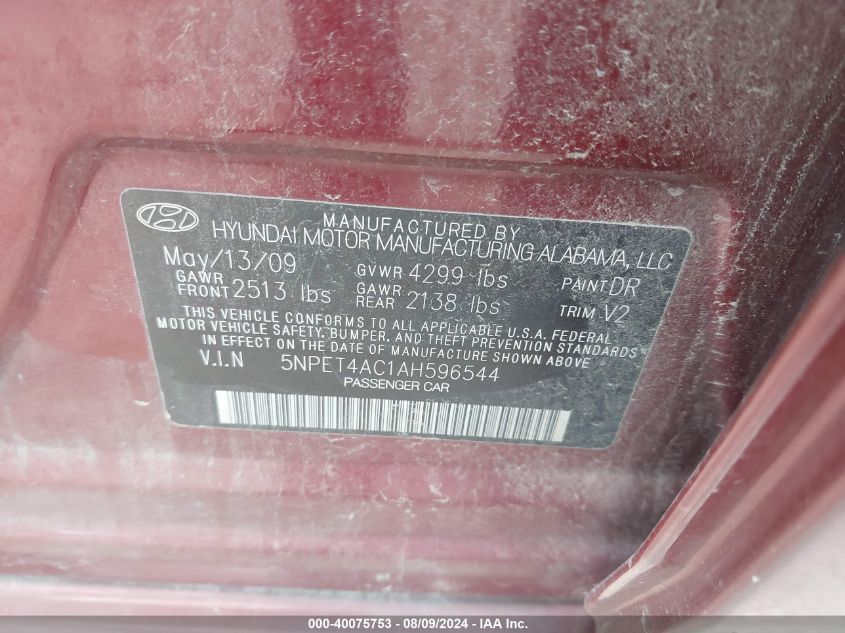 MANUFACTURED BY
HYUNDAI MOTOR MANUFACTURING ALABAMA, LLC
May/13/09 GVWR 4299 lbs PAINT DR
GAWR FRONT 2513 lbs GAWR REAR 2138 lbs TRIM V2
THIS VEHICLE CONFORMS TO ALL APPLICABLE U.S.A. FEDERAL
MOTOR VEHICLE SAFETY, BUMPER, AND THEFT PREVENTION STANDARDS
IN EFFECT ON THE DATE OF MANUFACTURE SHOWN ABOVE
V.I.N 5NPET4AC1AH596544
PASSENGER CAR
000-40075753 - 08/09/2024 - IAA Inc.